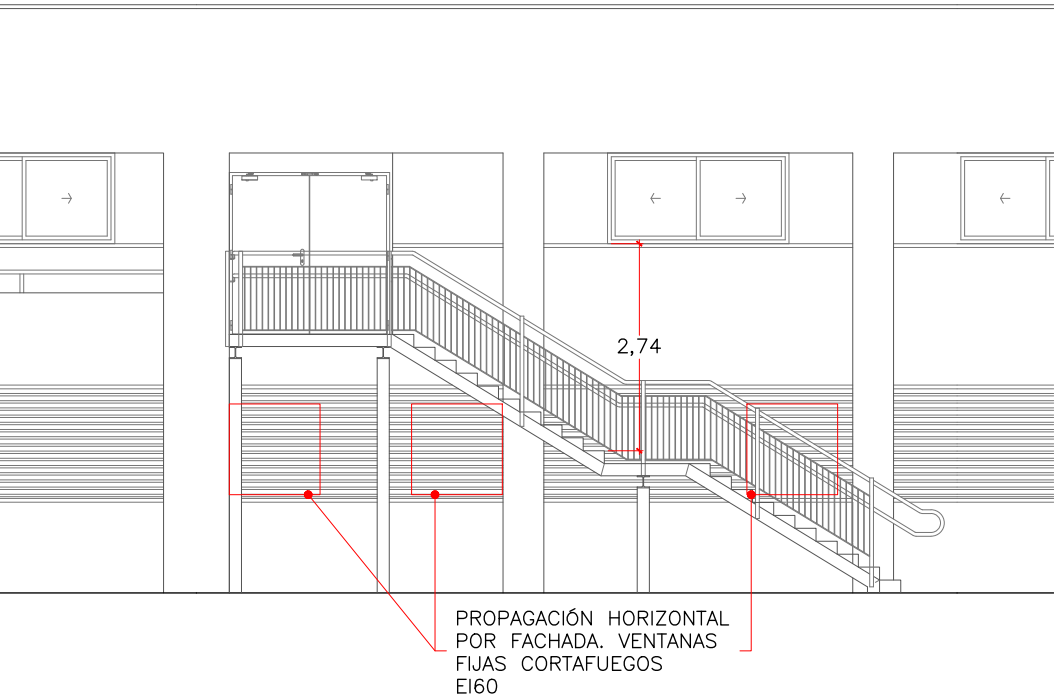 2,74
PROPAGACIÓN HORIZONTAL
POR FACHADA. VENTANAS
FIJAS CORTAFUEGOS
EI60